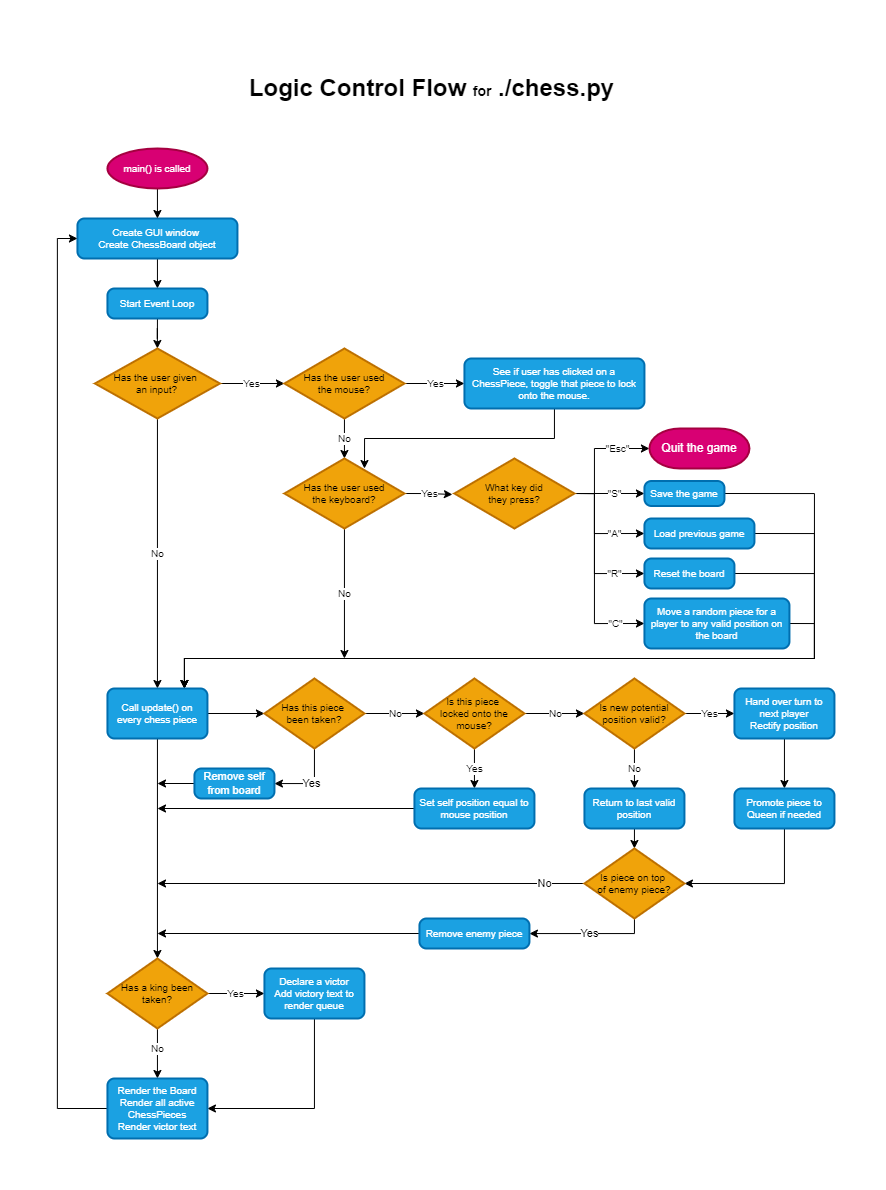 Logic Control Flow for ./chess.py
main() is called
Create GUI window
Create ChessBoard object
Start Event Loop
Has the user given
an input?
Yes
Has the user used
the mouse?
Yes
See if user has clicked on a
ChessPiece, toggle that piece to lock
onto the mouse.
No
Has the user used
the keyboard?
Yes
What key did
they press?
"Esc"
Quit the game
"S"
Save the game
"A"
Load previous game
"R"
Reset the board
"C"
Move a random piece for a
player to any valid position on
the board
No
No
Call update() on
every chess piece
Has this piece
been taken?
No
Is this piece
locked onto the
mouse?
No
Is new potential
position valid?
Yes
Hand over turn to
next player
Rectify position
Yes
Remove self
from board
Yes
Set self position equal to
mouse position
No
Return to last valid
position
Promote piece to
Queen if needed
Is piece on top
of enemy piece?
No
Yes
Remove enemy piece
Has a king been
taken?
Yes
Declare a victor
Add victory text to
render queue
No
Render the Board
Render all active
ChessPieces
Render victor text